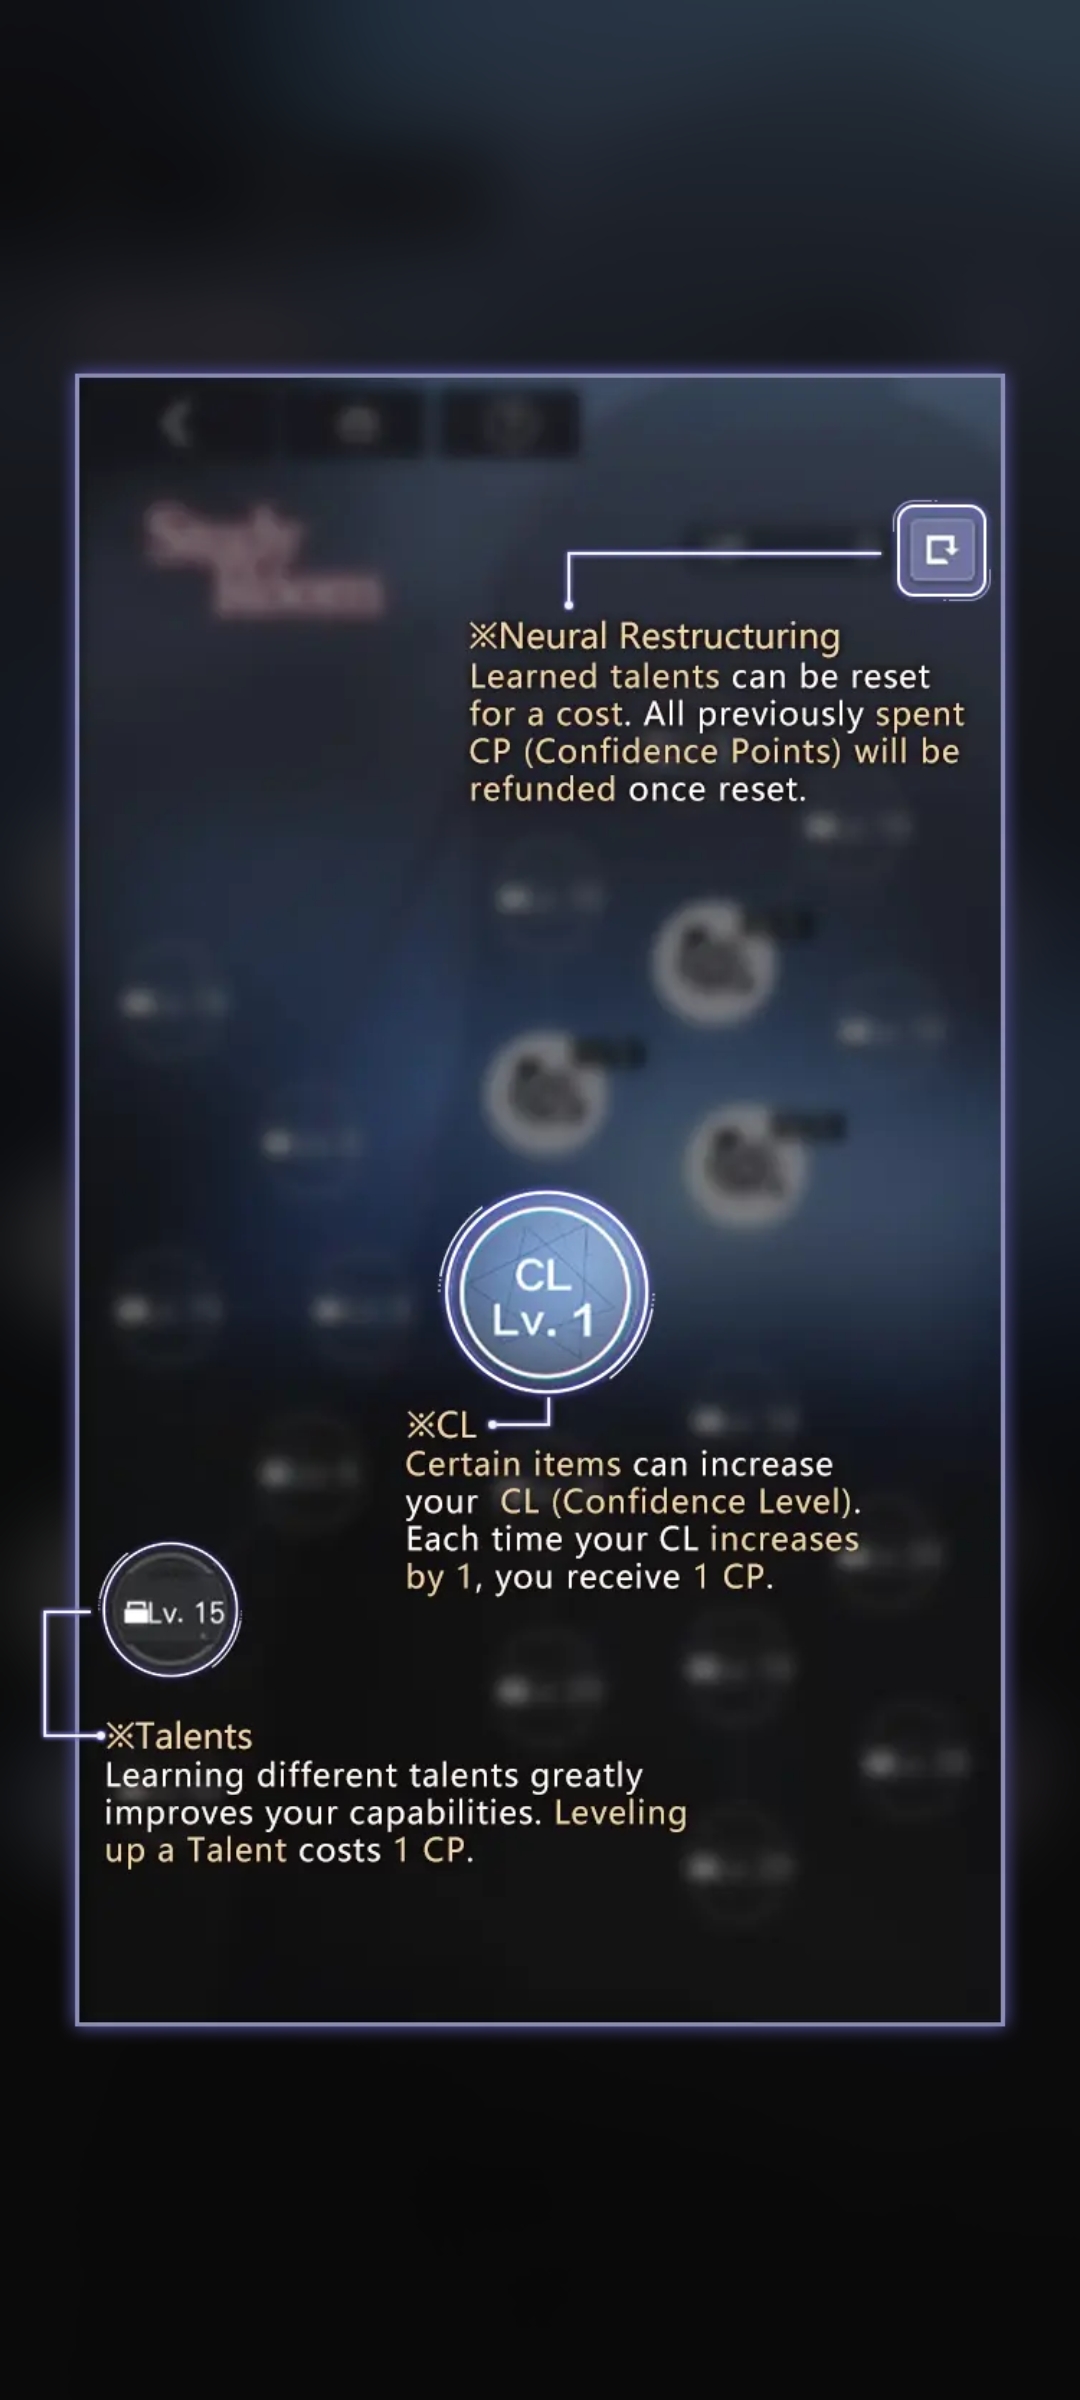 Study
Room
※Neural Restructuring
Learned talents can be reset
for a cost. All previously spent
CP (Confidence Points) will be
refunded once reset.
CL
Lv. 1
※CL
Certain items can increase
your  CL (Confidence Level).
Each time your CL increases
by 1, you receive 1 CP.
Lv. 15
※Talents
Learning different talents greatly
improves your capabilities. Leveling
up a Talent costs 1 CP.